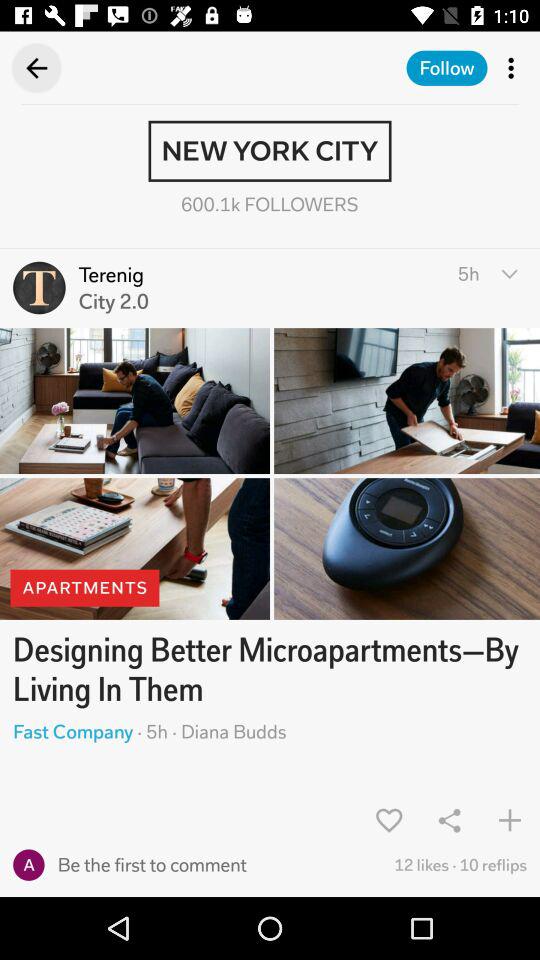 1:10
Follow
NEW YORK CITY
600.1k FOLLOWERS
T
Terenig
City 2.0
5h
APARTMENTS
Designing Better Microapartments—By
Living In Them
Fast Company · 5h · Diana Budds
A
Be the first to comment
12 likes · 10 reflips